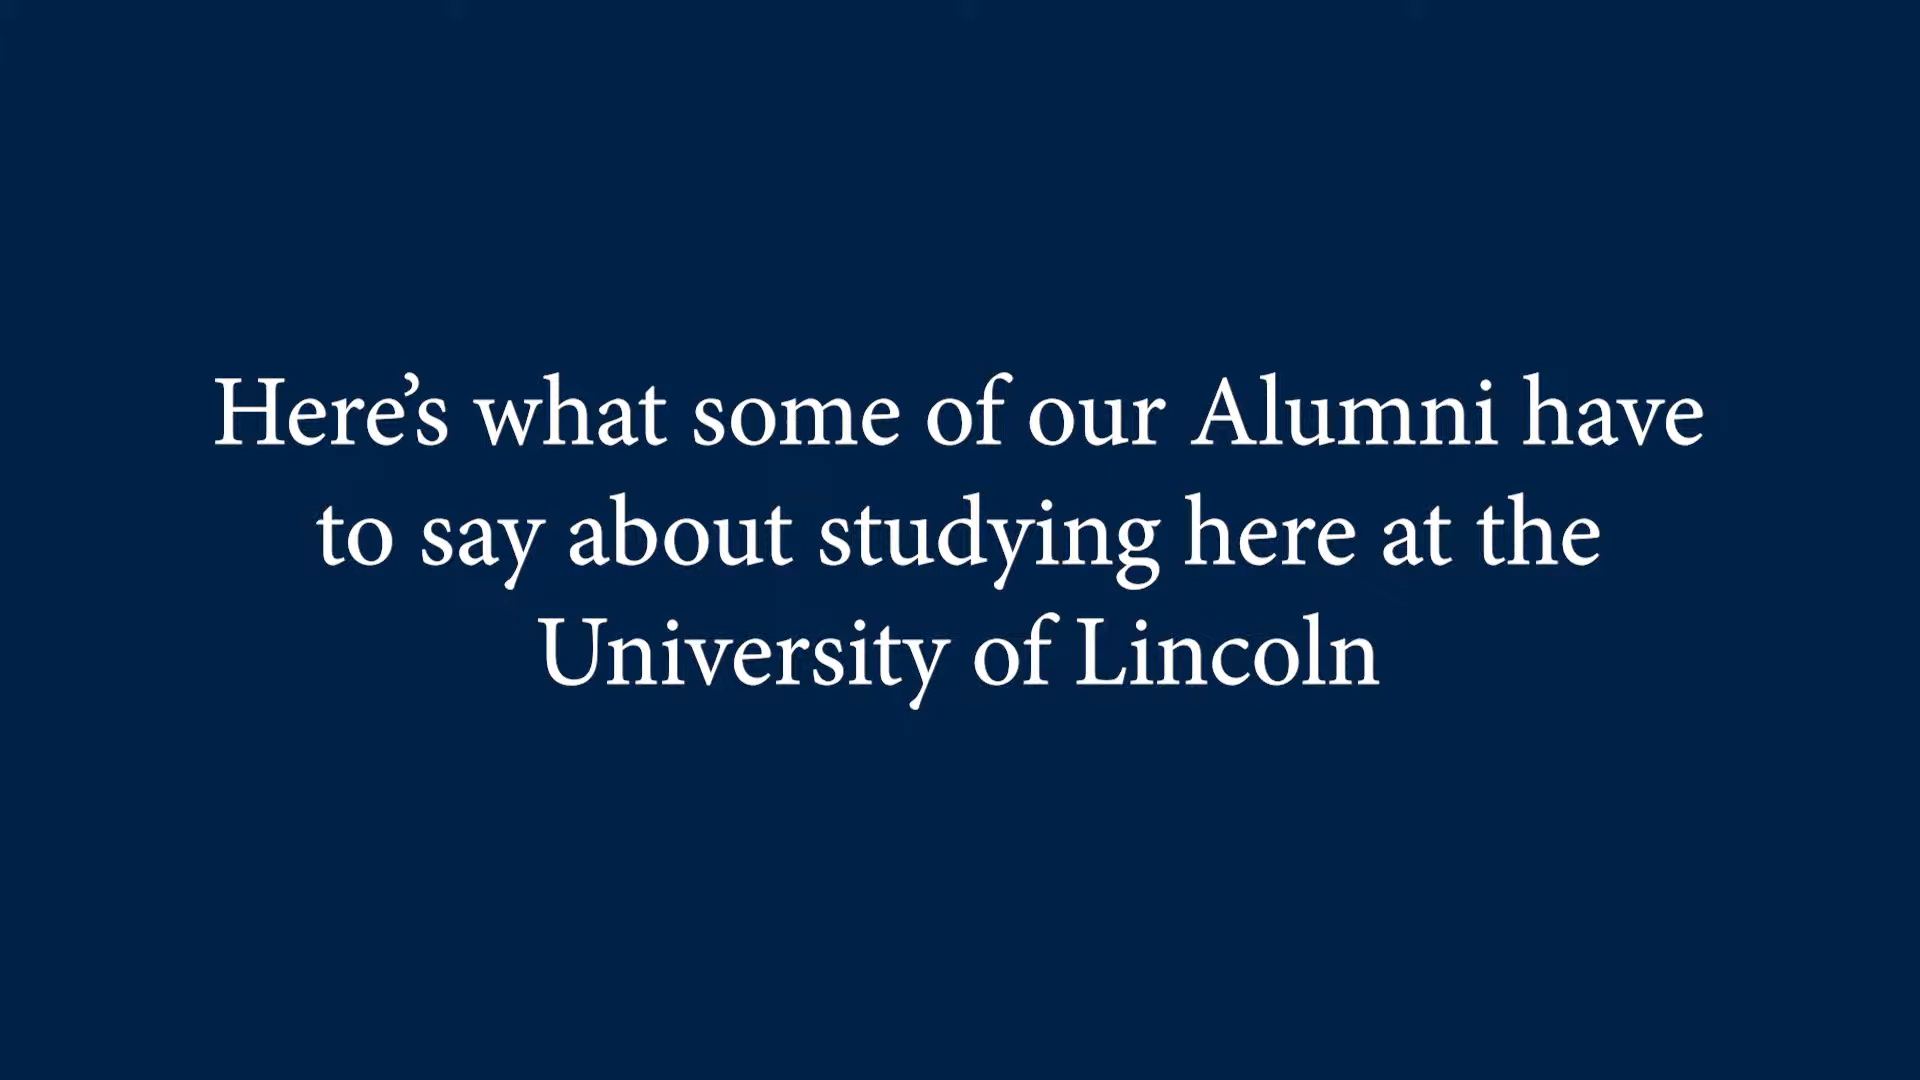 Here’s what some of our Alumni have
to say about studying here at the
University of Lincoln